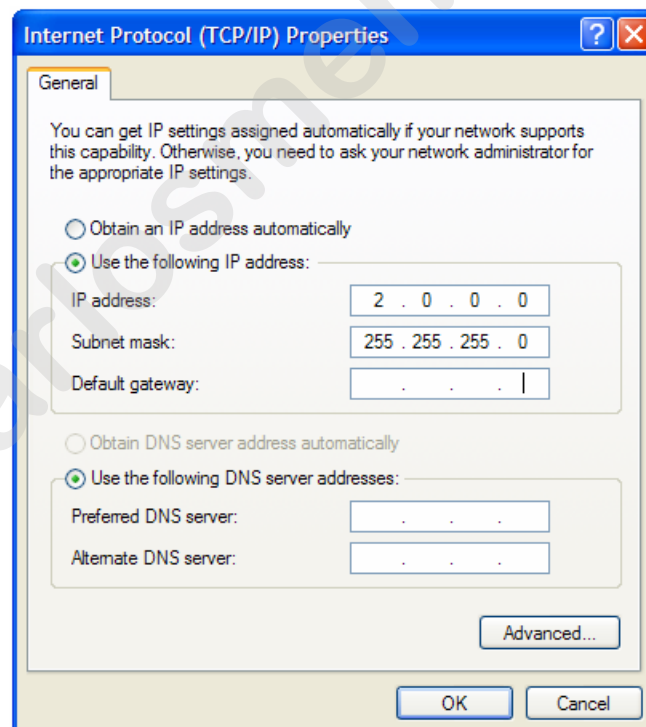 Internet Protocol (TCP/IP) Properties
General
You can get IP settings assigned automatically if your network supports
this capability. Otherwise, you need to ask your network administrator for
the appropriate IP settings.
Obtain an IP address automatically
Use the following IP address:
IP address: 2 . 0 . 0 . 0
Subnet mask: 255 . 255 . 255 . 0
Default gateway: . . .
Obtain DNS server address automatically
Use the following DNS server addresses:
Preferred DNS server: . . .
Alternate DNS server: . . .
Advanced...
OK Cancel